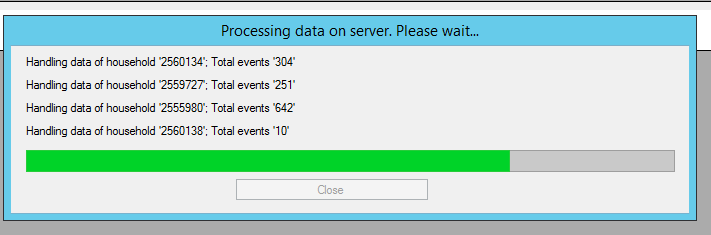 Processing data on server. Please wait...
Handling data of household '2560134'; Total events '304'
Handling data of household '2559727'; Total events '251'
Handling data of household '2555980'; Total events '642'
Handling data of household '2560138'; Total events '10'
Close